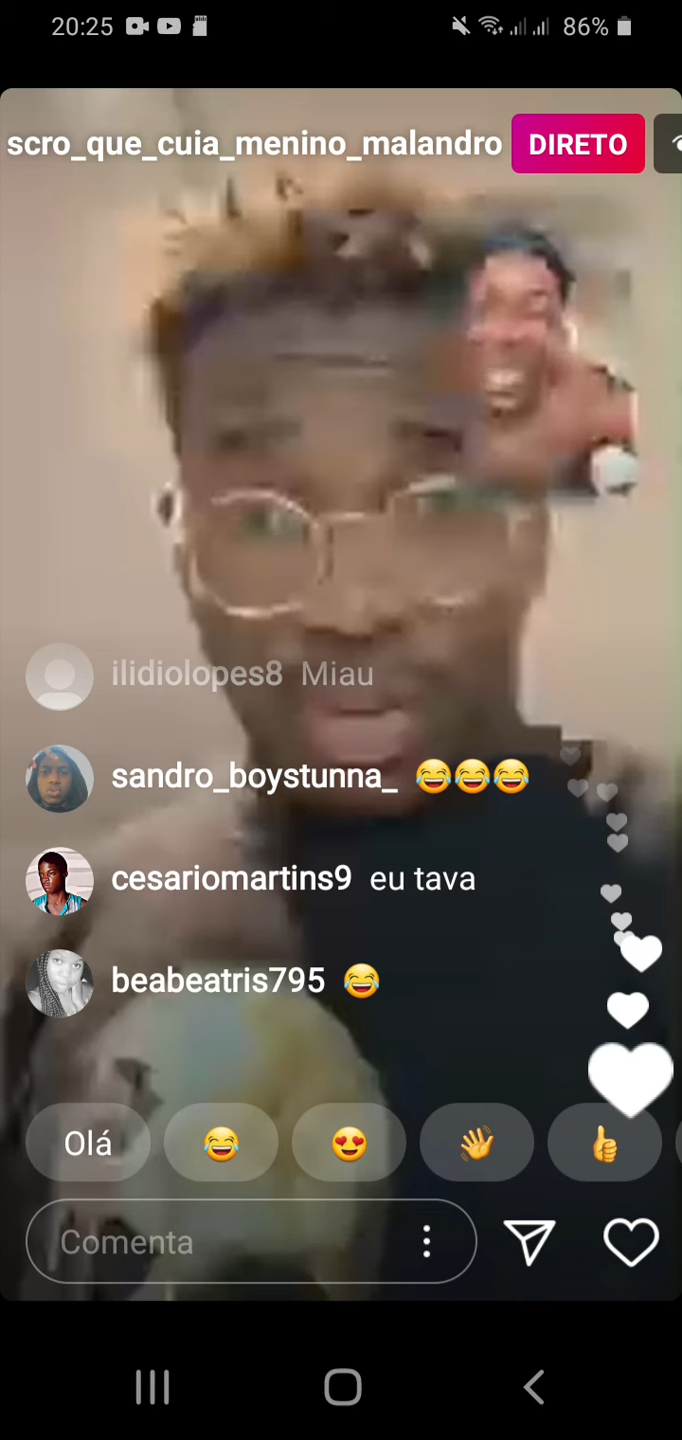 20:25
86%
scro_que_cuia_menino_malandro DIRETO
ilidiolopes8 Miau
sandro_boystunna_ 😂😂😂
cesariomartins9 eu tava
beabeatris795 😂
Olá 😂 😍 👋 👍
Comenta